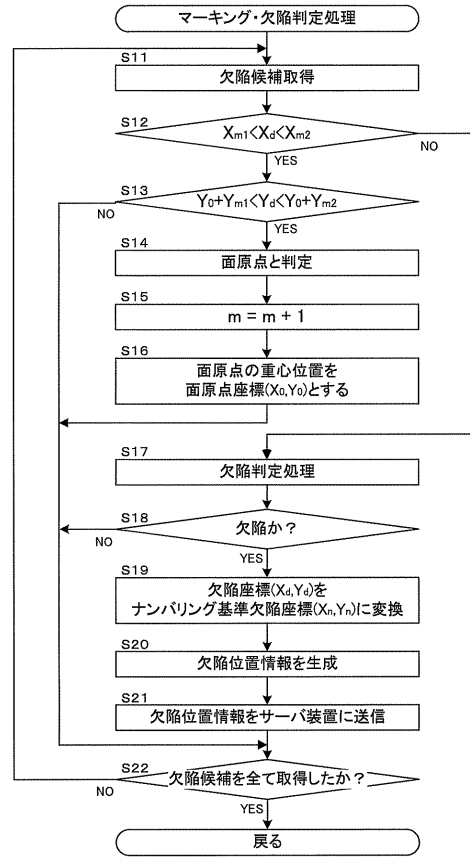 マーキング・欠陥判定処理
S11
欠陥候補取得
S12
Xm1<Xd<Xm2
NO
YES
S13
Y0+Ym1<Yd<Y0+Ym2
NO
YES
S14
面原点と判定
S15
m = m + 1
S16
面原点の重心位置を
面原点座標(X0,Y0)とする
S17
欠陥判定処理
S18
欠陥か？
NO
YES
S19
欠陥座標(Xd,Yd)を
ナンバリング基準欠陥座標(Xn,Yn)に変換
S20
欠陥位置情報を生成
S21
欠陥位置情報をサーバ装置に送信
S22
欠陥候補を全て取得したか？
NO
YES
戻る